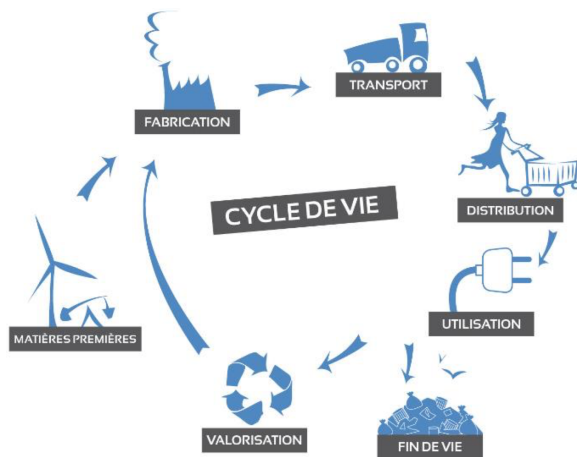 TRANSPORT
FABRICATION
CYCLE DE VIE
DISTRIBUTION
UTILISATION
MATIÈRES PREMIÈRES
VALORISATION
FIN DE VIE